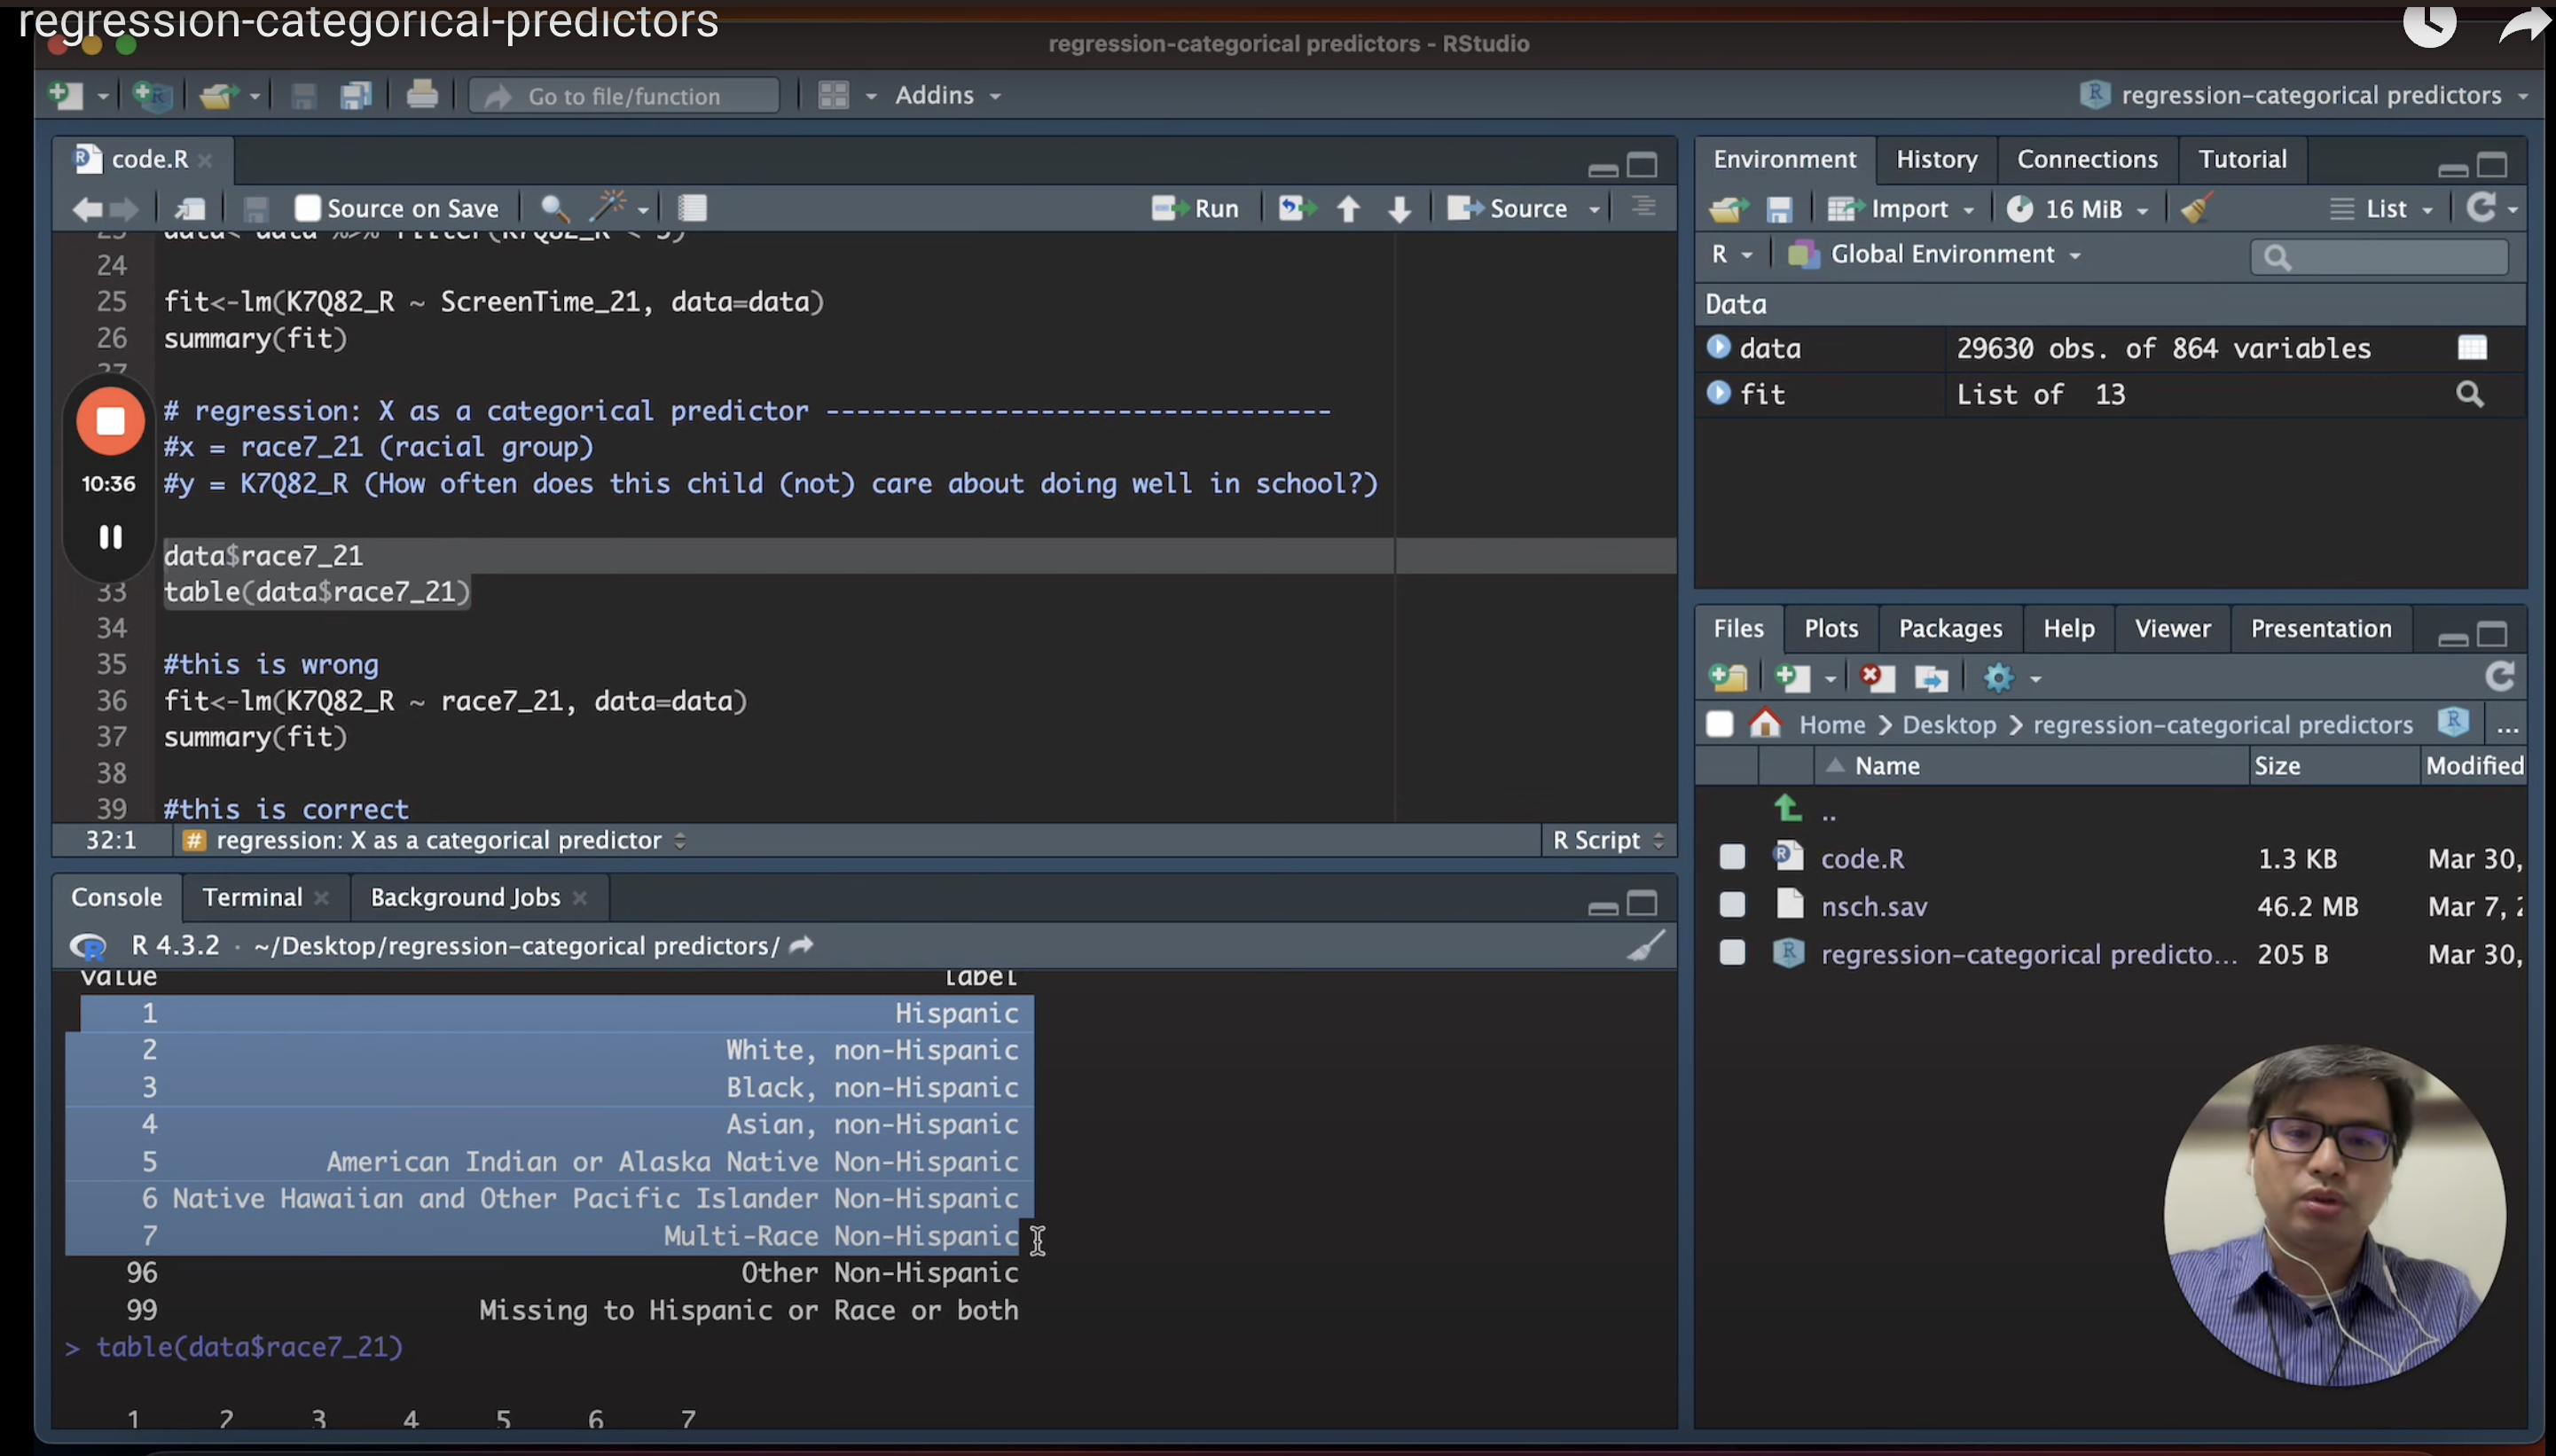 regression-categorical-predictors
regression-categorical predictors - RStudio
Go to file/function
Addins
regression-categorical predictors
code.R
Source on Save
Run
Source
24
25 fit<-lm(K7Q82_R ~ ScreenTime_21, data=data)
26 summary(fit)
27
# regression: X as a categorical predictor ---------------------------------
#x = race7_21 (racial group)
10:36
#y = K7Q82_R (How often does this child (not) care about doing well in school?)
data$race7_21
33 table(data$race7_21)
34
35 #this is wrong
36 fit<-lm(K7Q82_R ~ race7_21, data=data)
37 summary(fit)
38
39 #this is correct
32:1 # regression: X as a categorical predictor R Script
Console Terminal Background Jobs
R 4.3.2 · ~/Desktop/regression-categorical predictors/
value label
1 Hispanic
2 White, non-Hispanic
3 Black, non-Hispanic
4 Asian, non-Hispanic
5 American Indian or Alaska Native Non-Hispanic
6 Native Hawaiian and Other Pacific Islander Non-Hispanic
7 Multi-Race Non-Hispanic
96 Other Non-Hispanic
99 Missing to Hispanic or Race or both
> table(data$race7_21)
1 2 3 4 5 6 7
Environment History Connections Tutorial
Import 16 MiB List
R Global Environment
Data
data 29630 obs. of 864 variables
fit List of 13
Files Plots Packages Help Viewer Presentation
Home Desktop regression-categorical predictors ...
Name Size Modified
..
code.R 1.3 KB Mar 30,
nsch.sav 46.2 MB Mar 7,
regression-categorical predicto... 205 B Mar 30,